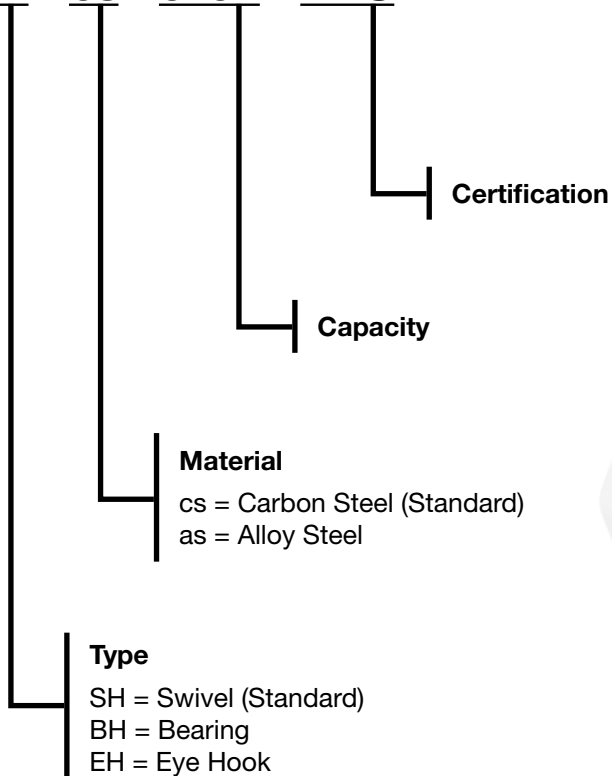 Certification
Capacity
Material
cs = Carbon Steel (Standard)
as = Alloy Steel
Type
SH = Swivel (Standard)
BH = Bearing
EH = Eye Hook